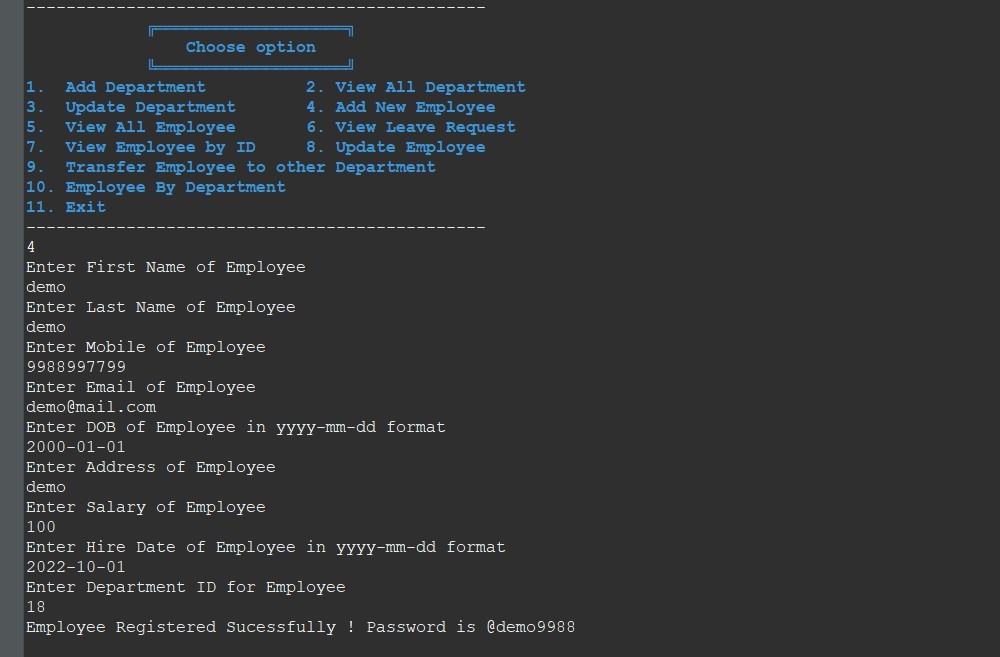 ----------------------------------------------
╔═══════════════════╗
Choose option
╚═══════════════════╝
1.  Add Department          2. View All Department
3.  Update Department       4. Add New Employee
5.  View All Employee       6. View Leave Request
7.  View Employee by ID     8. Update Employee
9.  Transfer Employee to other Department
10. Employee By Department
11. Exit
----------------------------------------------
4
Enter First Name of Employee
demo
Enter Last Name of Employee
demo
Enter Mobile of Employee
9988997799
Enter Email of Employee
demo@mail.com
Enter DOB of Employee in yyyy-mm-dd format
2000-01-01
Enter Address of Employee
demo
Enter Salary of Employee
100
Enter Hire Date of Employee in yyyy-mm-dd format
2022-10-01
Enter Department ID for Employee
18
Employee Registered Sucessfully ! Password is @demo9988